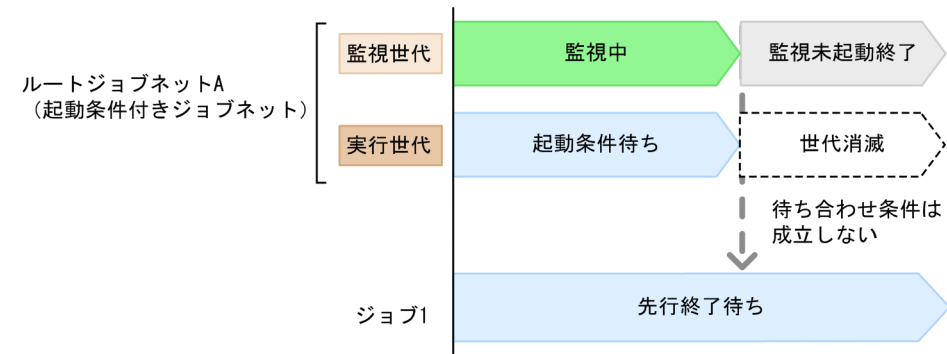 監視世代
監視中
監視未起動終了
ルートジョブネットA
（起動条件付きジョブネット）
実行世代
起動条件待ち
世代消滅
待ち合わせ条件は
成立しない
ジョブ1
先行終了待ち